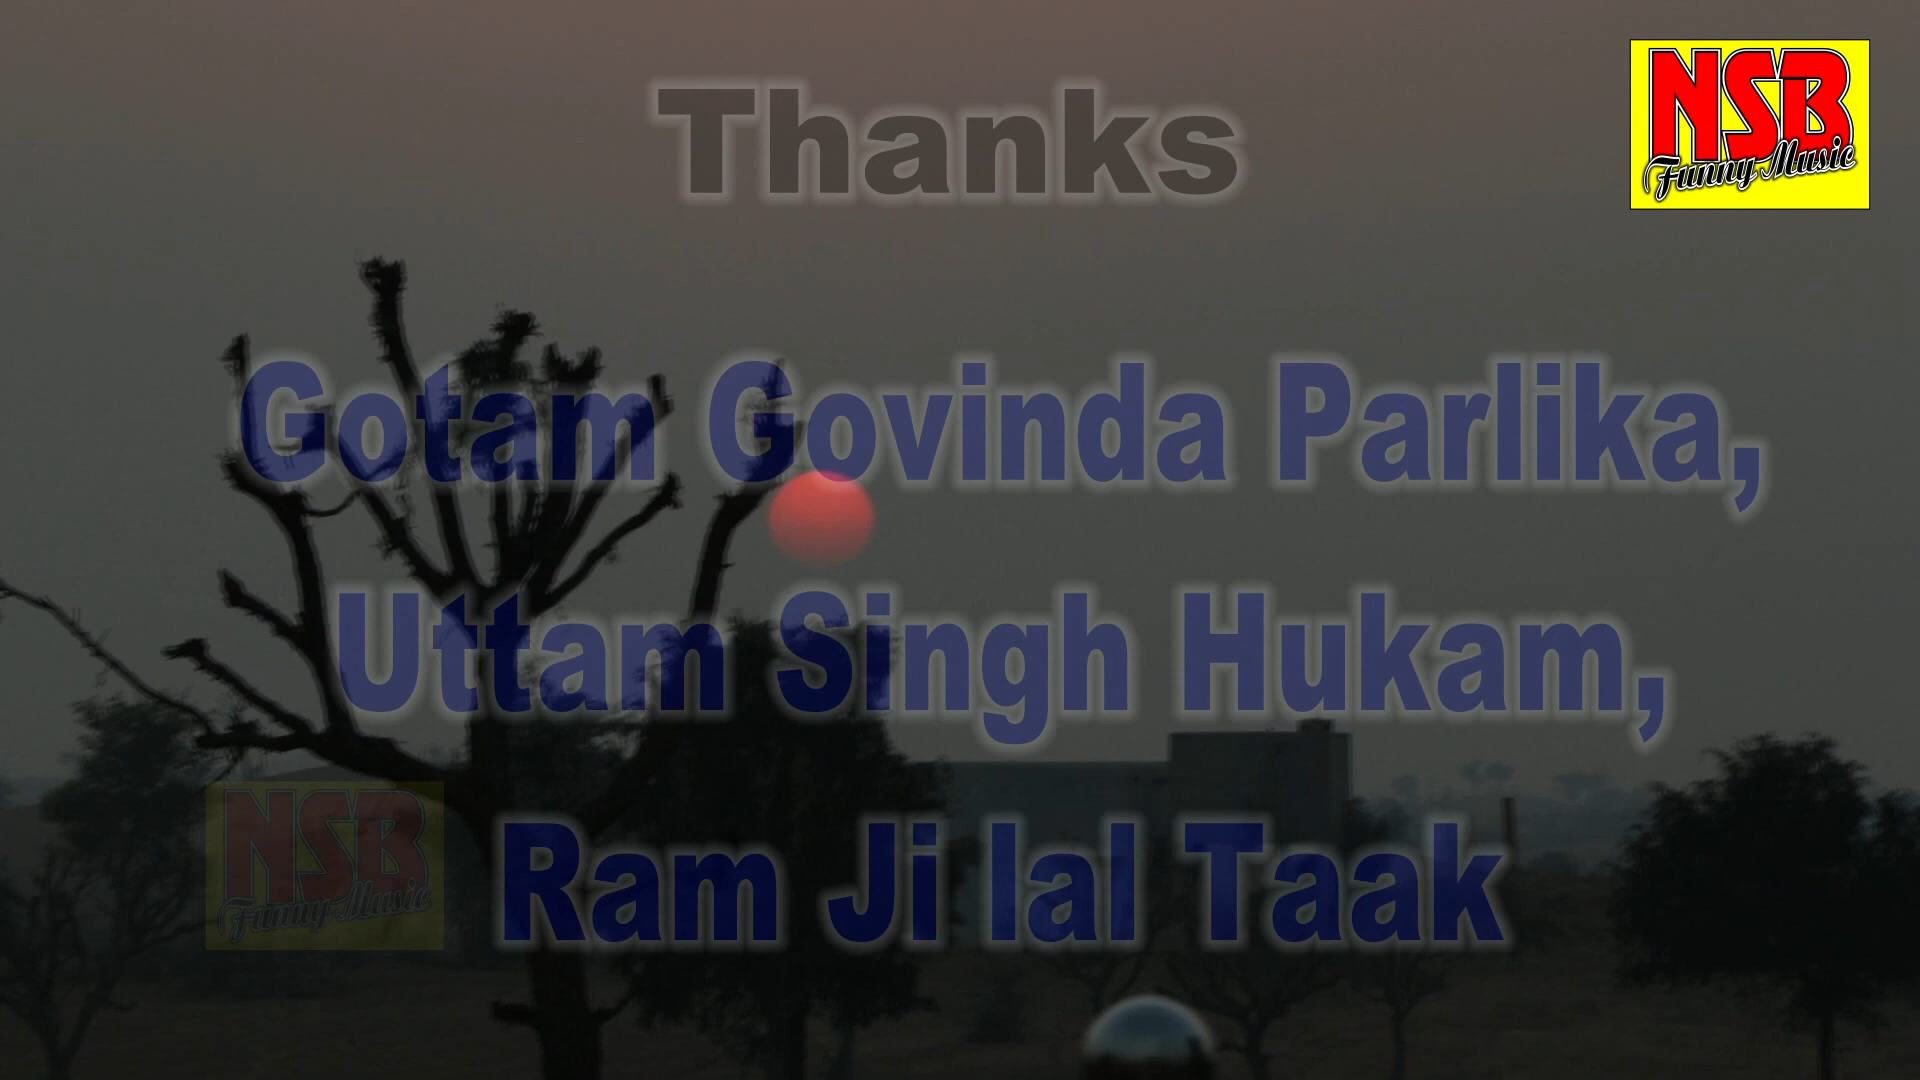 Thanks
NSB
Funny Music
Gotam Govinda Parlika,
Uttam Singh Hukam,
Ram Ji lal Taak
NSB
Funny Music